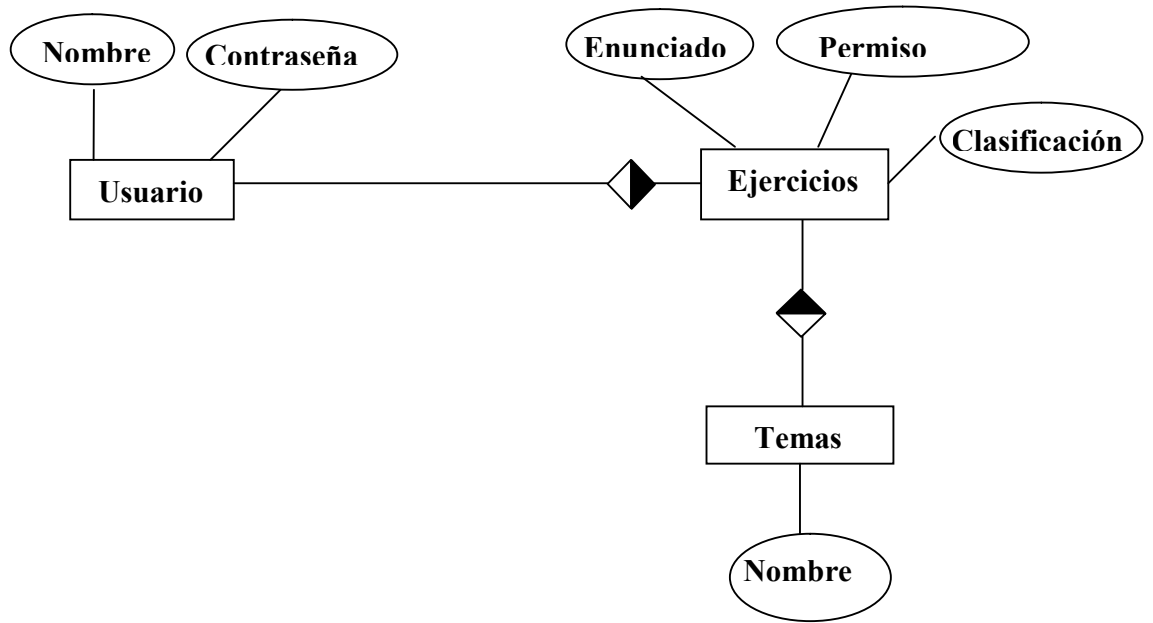 Nombre
Contraseña
Enunciado
Permiso
Clasificación
Usuario
Ejercicios
Temas
Nombre